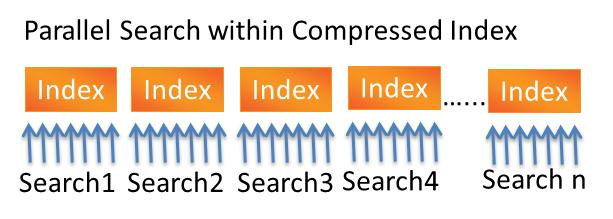 Parallel Search within Compressed Index
Index Index Index Index ...... Index
Search1 Search2 Search3 Search4 Search n